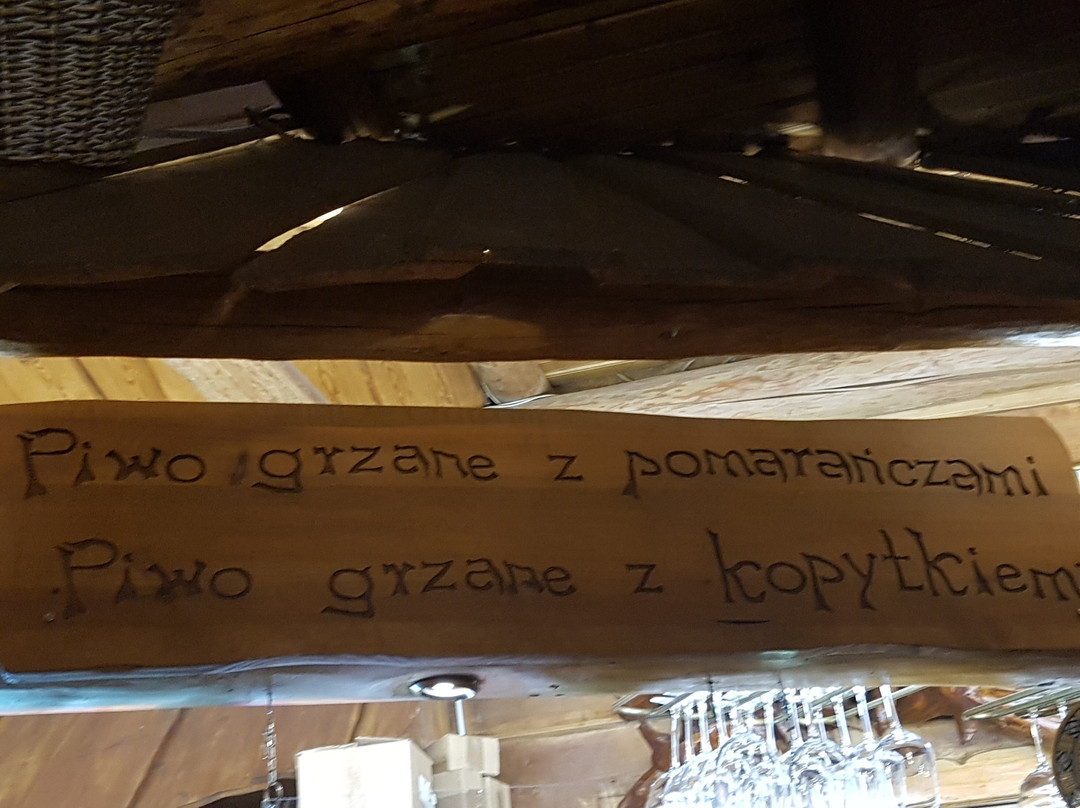 Piwo grzane z pomarańczami
Piwo grzane z kopytkiem